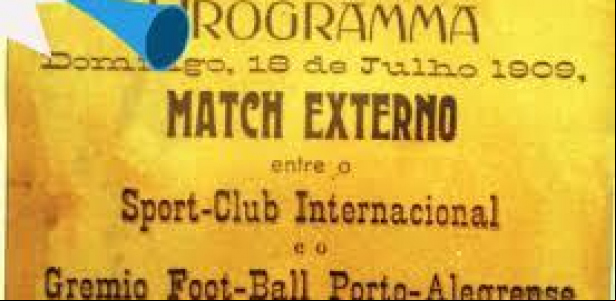 PROGRAMMA
Domingo, 18 de Julho 1909,
MATCH EXTERNO
entre o
Sport-Club Internacional
e o
Gremio Foot-Ball Porto-Alegrense